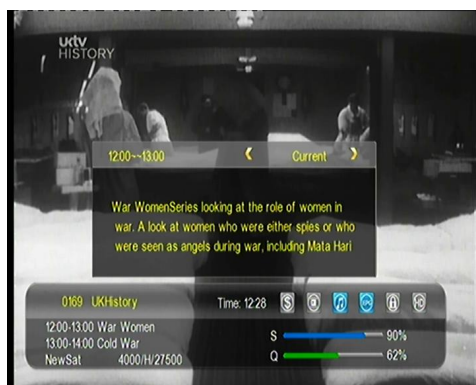 uktv
HISTORY
12:00~~13:00 Current
War WomenSeries looking at the role of women in
war. A look at women who were either spies or who
were seen as angels during war, including Mata Hari
0169 UKHistory Time: 12:28 $ @ EPG HD
12:00-13:00 War Women
13:00-14:00 Cold War
NewSat 4000/H/27500
S 90%
Q 62%